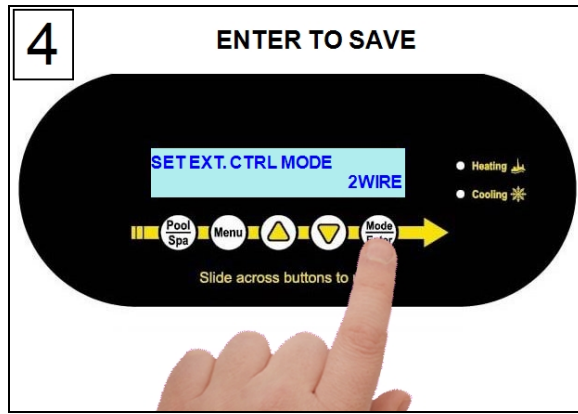 4
ENTER TO SAVE
SET EXT. CTRL MODE
2WIRE
Heating
Cooling
Pool
Spa
Menu
Mode
Slide across buttons to